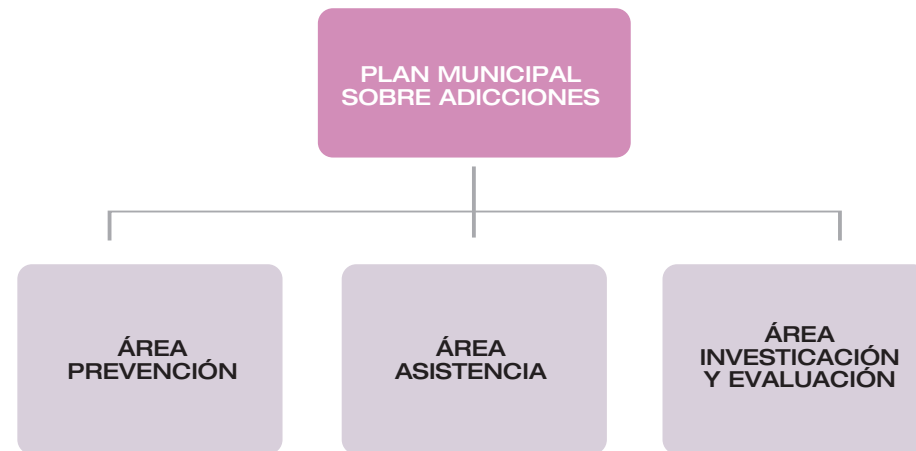 PLAN MUNICIPAL
SOBRE ADICCIONES
ÁREA
PREVENCIÓN
ÁREA
ASISTENCIA
ÁREA
INVESTICACIÓN
Y EVALUACIÓN